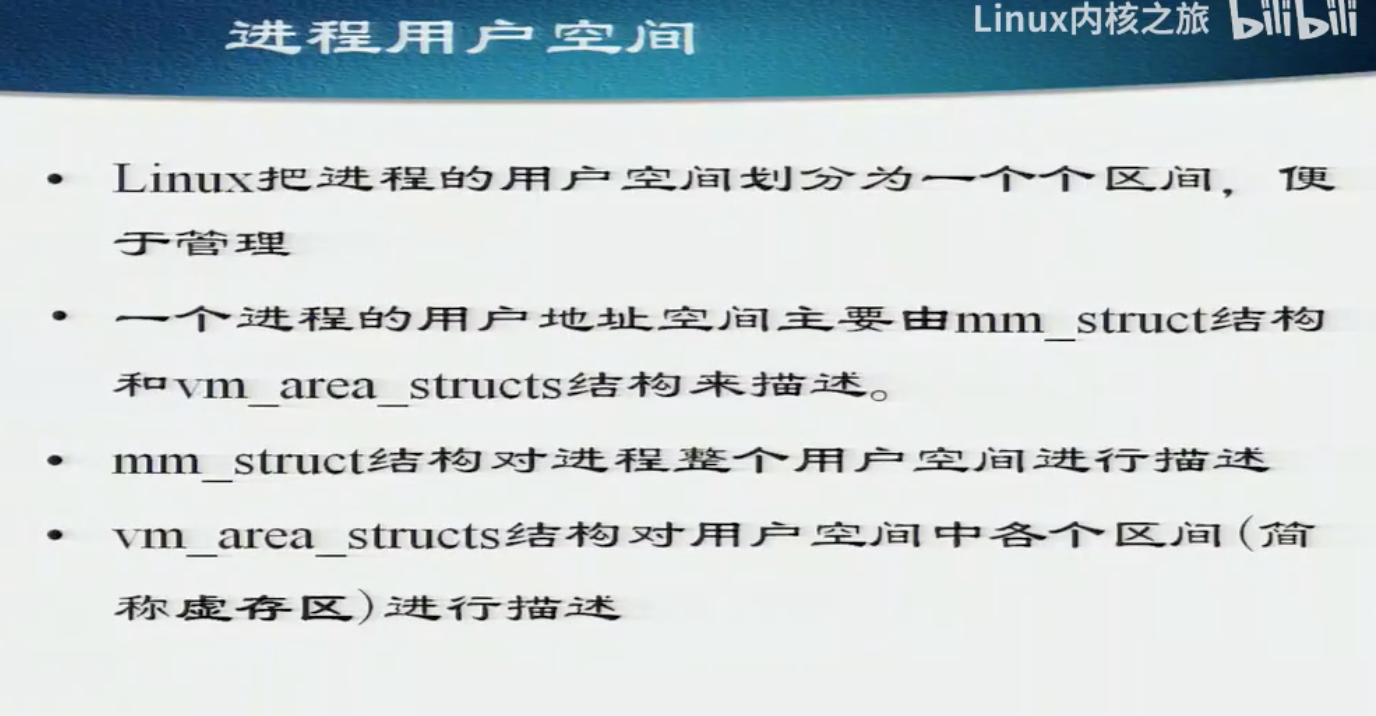 进程用户空间
Linux内核之旅 bilibili
• Linux把进程的用户空间划分为一个个区间，便
于管理
• 一个进程的用户地址空间主要由mm_struct结构
和vm_area_structs结构来描述。
• mm_struct结构对进程整个用户空间进行描述
• vm_area_structs结构对用户空间中各个区间(简
称虚存区)进行描述